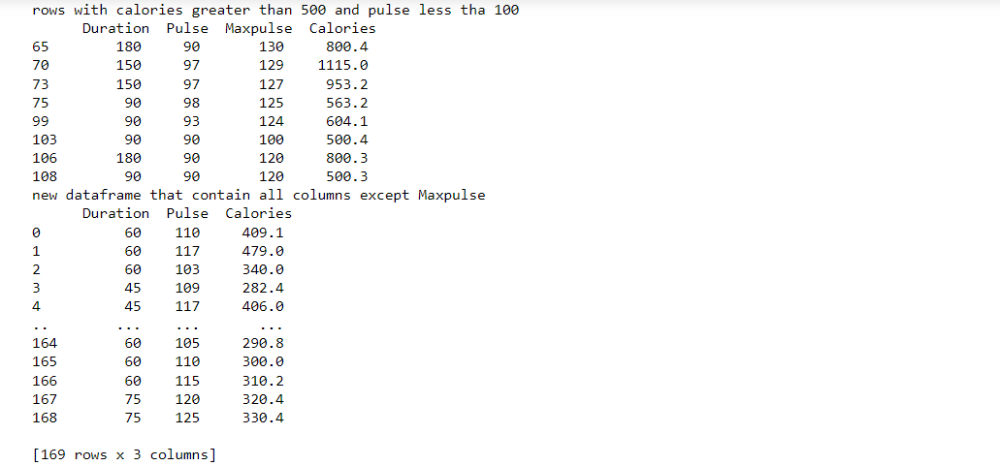 rows with calories greater than 500 and pulse less tha 100
Duration Pulse Maxpulse Calories
65 180 90 130 800.4
70 150 97 129 1115.0
73 150 97 127 953.2
75 90 98 125 563.2
99 90 93 124 604.1
103 90 90 100 500.4
106 180 90 120 800.3
108 90 90 120 500.3
new dataframe that contain all columns except Maxpulse
Duration Pulse Calories
0 60 110 409.1
1 60 117 479.0
2 60 103 340.0
3 45 109 282.4
4 45 117 406.0
.. ... ... ...
164 60 105 290.8
165 60 110 300.0
166 60 115 310.2
167 75 120 320.4
168 75 125 330.4
[169 rows x 3 columns]